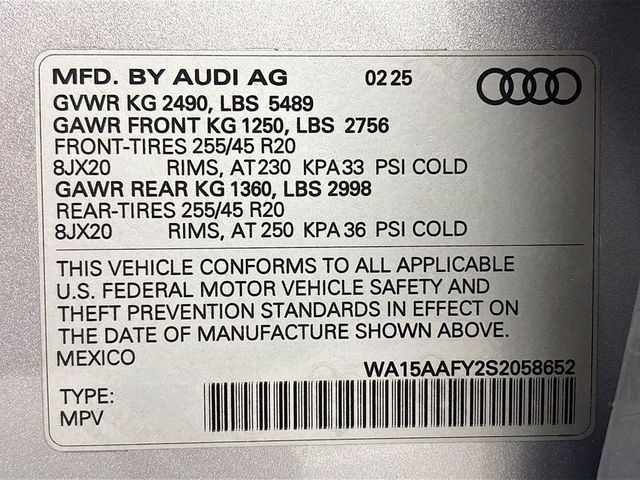 MFD. BY AUDI AG 02 25
GVWR KG 2490, LBS 5489
GAWR FRONT KG 1250, LBS 2756
FRONT-TIRES 255/45 R20
8JX20 RIMS, AT 230 KPA 33 PSI COLD
GAWR REAR KG 1360, LBS 2998
REAR-TIRES 255/45 R20
8JX20 RIMS, AT 250 KPA 36 PSI COLD
THIS VEHICLE CONFORMS TO ALL APPLICABLE
U.S. FEDERAL MOTOR VEHICLE SAFETY AND
THEFT PREVENTION STANDARDS IN EFFECT ON
THE DATE OF MANUFACTURE SHOWN ABOVE.
MEXICO
WA15AAFY2S2058652
TYPE:
MPV